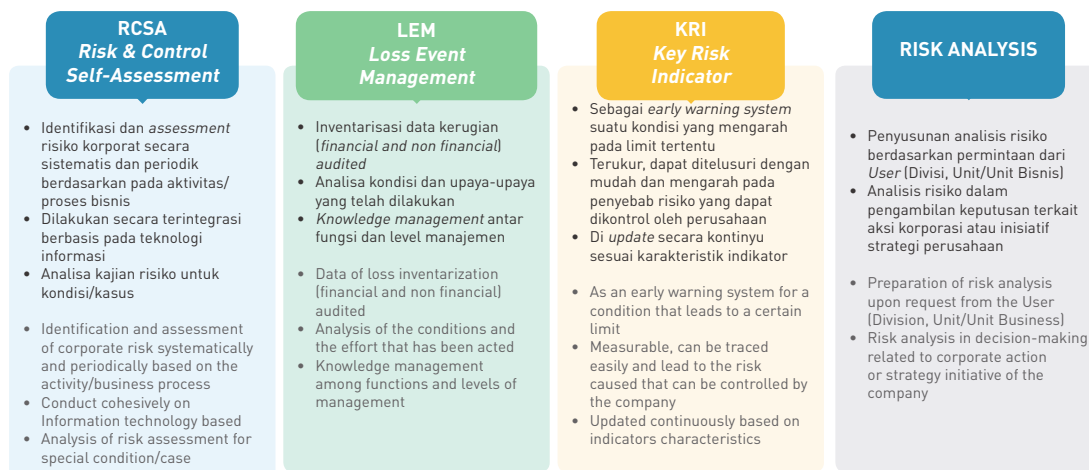 RCSA
Risk & Control
Self-Assessment
• Identifikasi dan assessment
risiko korporat secara
sistematis dan periodik
berdasarkan pada aktivitas/
proses bisnis
• Dilakukan secara terintegrasi
berbasis pada teknologi
informasi
• Analisa kajian risiko untuk
kondisi/kasus
• Identification and assessment
of corporate risk systematically
and periodically based on the
activity/business process
• Conduct cohesively on
Information technology based
• Analysis of risk assessment for
special condition/case
LEM
Loss Event
Management
• Inventarisasi data kerugian
(financial and non financial)
audited
• Analisa kondisi dan upaya-upaya
yang telah dilakukan
• Knowledge management antar
fungsi dan level manajemen
• Data of loss inventarization
(financial and non financial)
audited
• Analysis of the conditions and
the effort that has been acted
• Knowledge management
among functions and levels of
management
KRI
Key Risk
Indicator
• Sebagai early warning system
suatu kondisi yang mengarah
pada limit tertentu
• Terukur, dapat ditelusuri dengan
mudah dan mengarah pada
penyebab risiko yang dapat
dikontrol oleh perusahaan
• Di update secara kontinyu
sesuai karakteristik indikator
• As an early warning system for a
condition that leads to a certain
limit
• Measurable, can be traced
easily and lead to the risk
caused that can be controlled by
the company
• Updated continuously based on
indicators characteristics
RISK ANALYSIS
• Penyusunan analisis risiko
berdasarkan permintaan dari
User (Divisi, Unit/Unit Bisnis)
• Analisis risiko dalam
pengambilan keputusan terkait
aksi korporasi atau inisiatif
strategi perusahaan
• Preparation of risk analysis
upon request from the User
(Division, Unit/Unit Business)
• Risk analysis in decision-making
related to corporate action
or strategy initiative of the
company